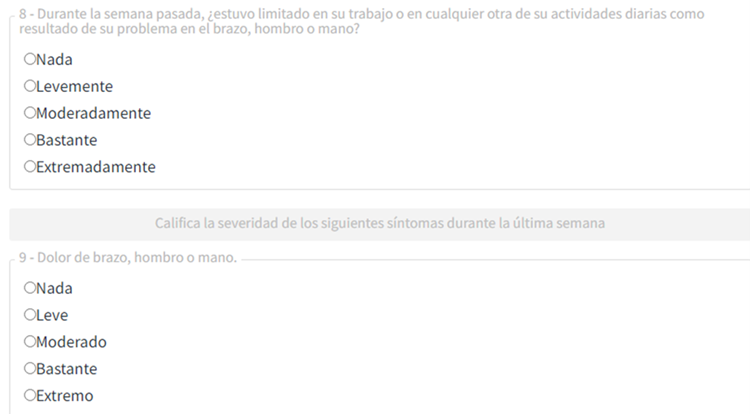 8 - Durante la semana pasada, ¿estuvo limitado en su trabajo o en cualquier otra de su actividades diarias como
resultado de su problema en el brazo, hombro o mano?
Nada
Levemente
Moderadamente
Bastante
Extremadamente
Califica la severidad de los siguientes síntomas durante la última semana
9 - Dolor de brazo, hombro o mano.
Nada
Leve
Moderado
Bastante
Extremo